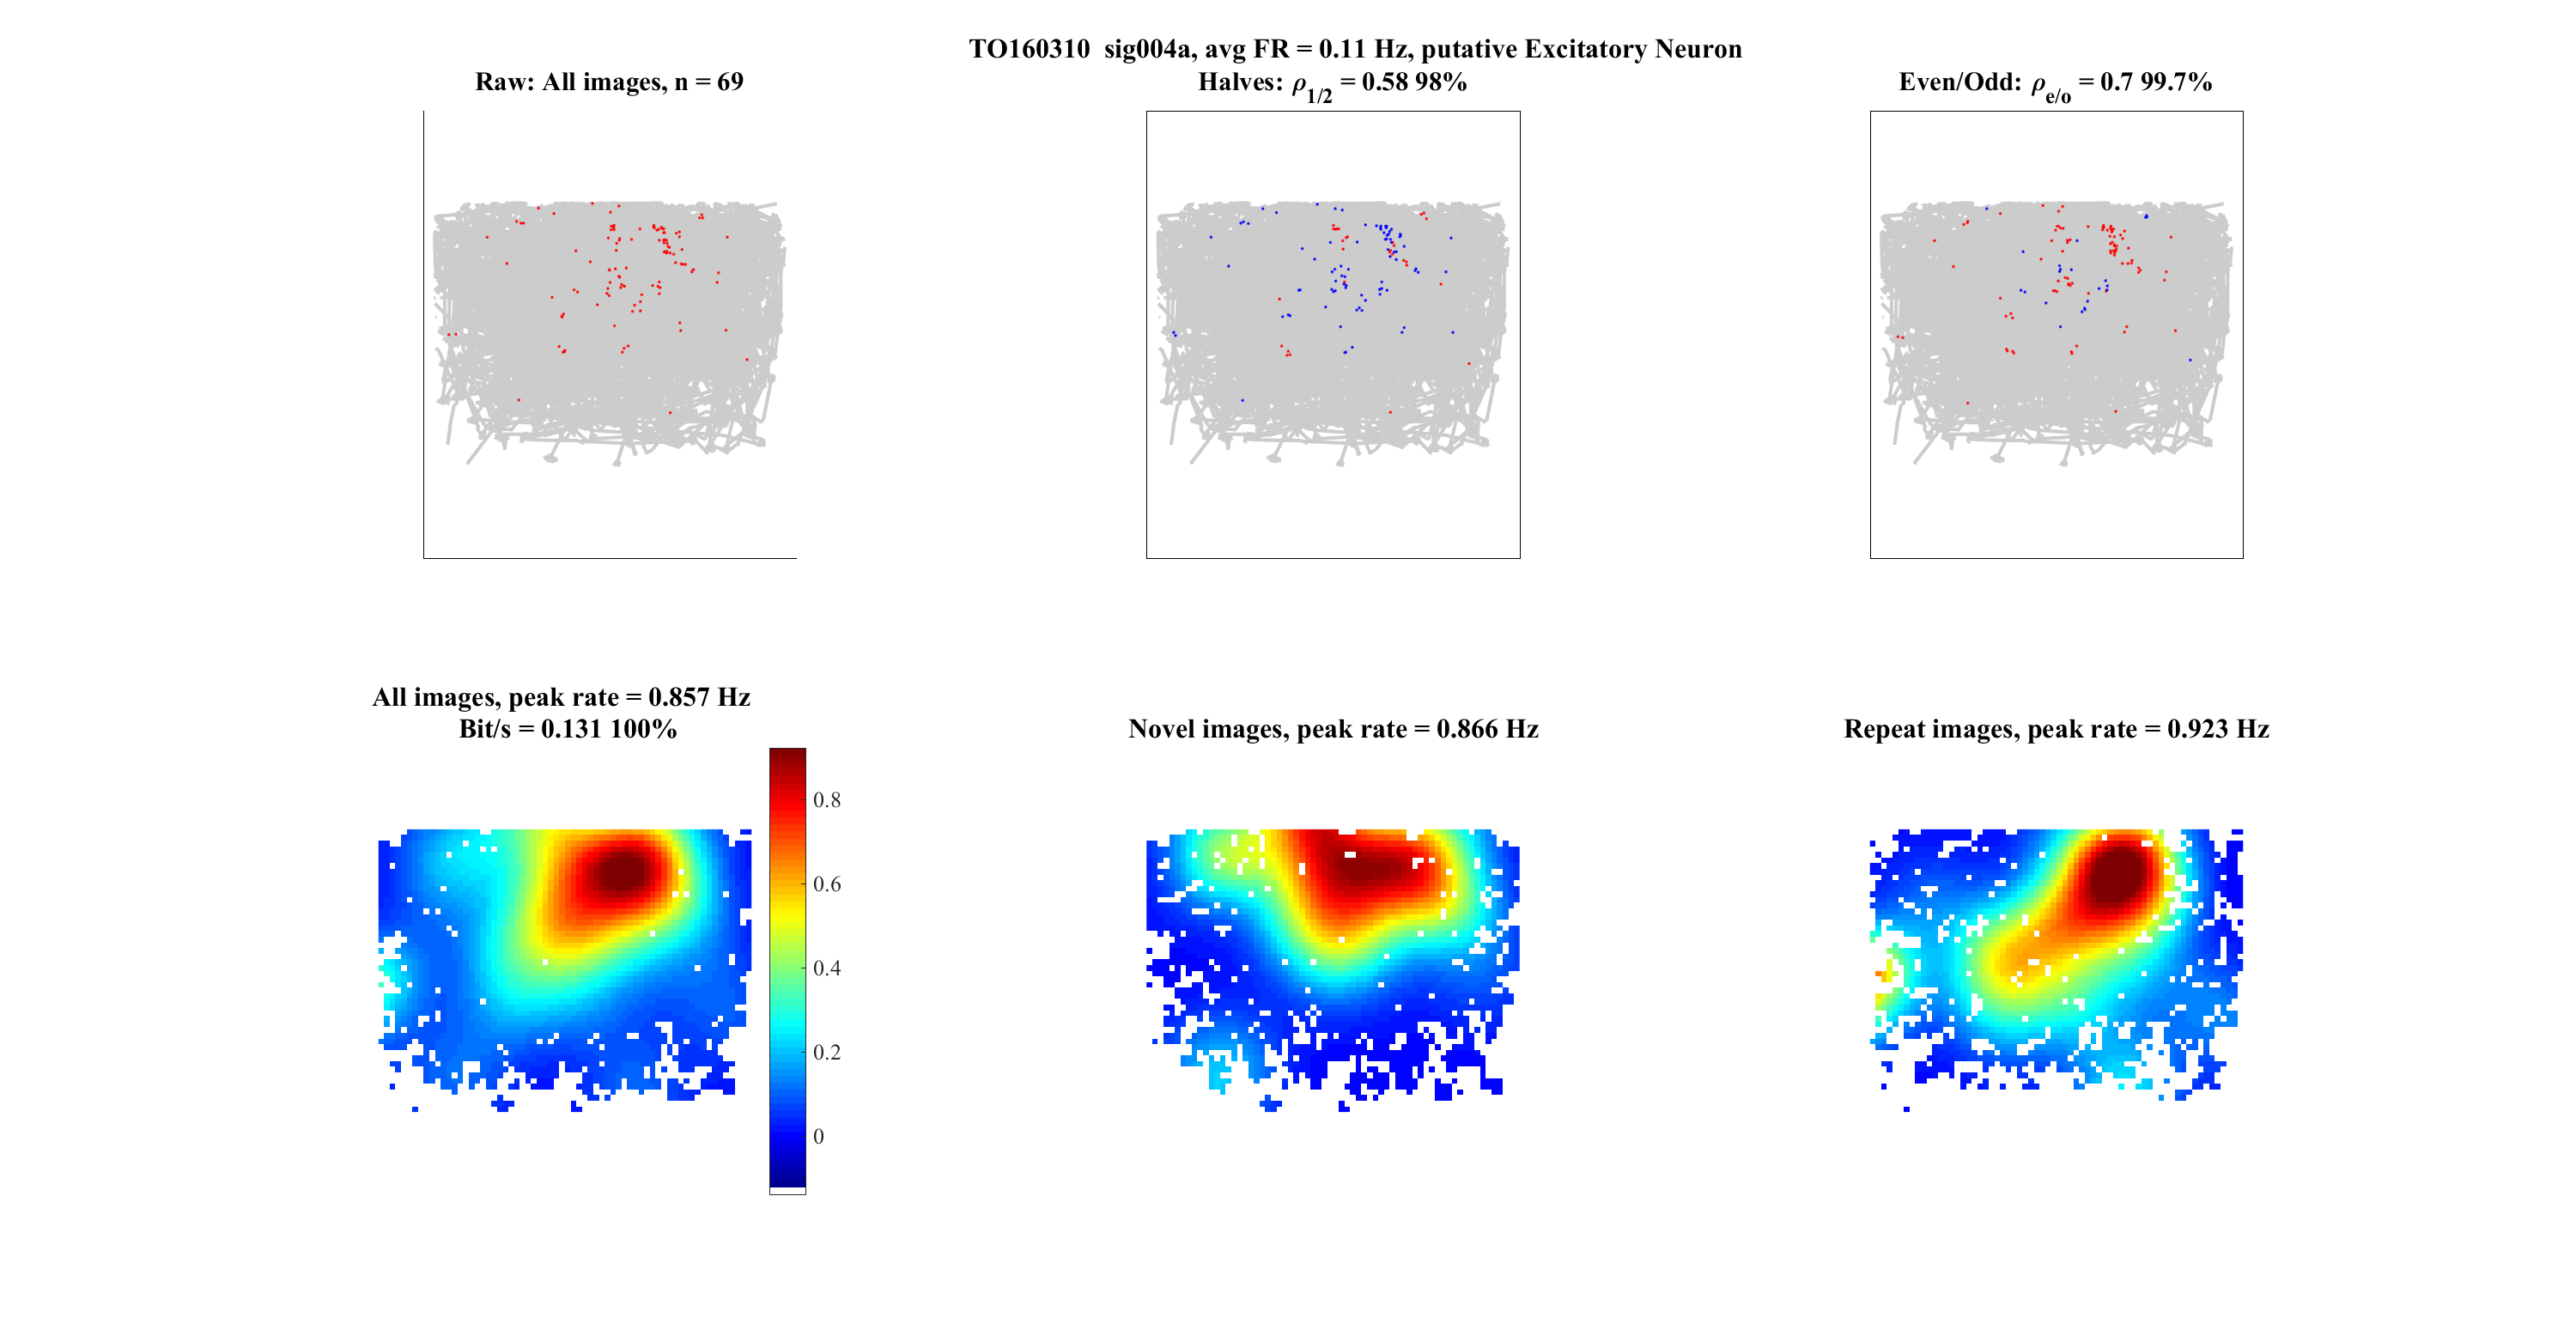 TO160310  sig004a, avg FR = 0.11 Hz, putative Excitatory Neuron
Raw: All images, n = 69
Halves: ρ1/2 = 0.58 98%
Even/Odd: ρe/o = 0.7 99.7%
All images, peak rate = 0.857 Hz
Bit/s = 0.131 100%
Novel images, peak rate = 0.866 Hz
Repeat images, peak rate = 0.923 Hz
0.8
0.6
0.4
0.2
0